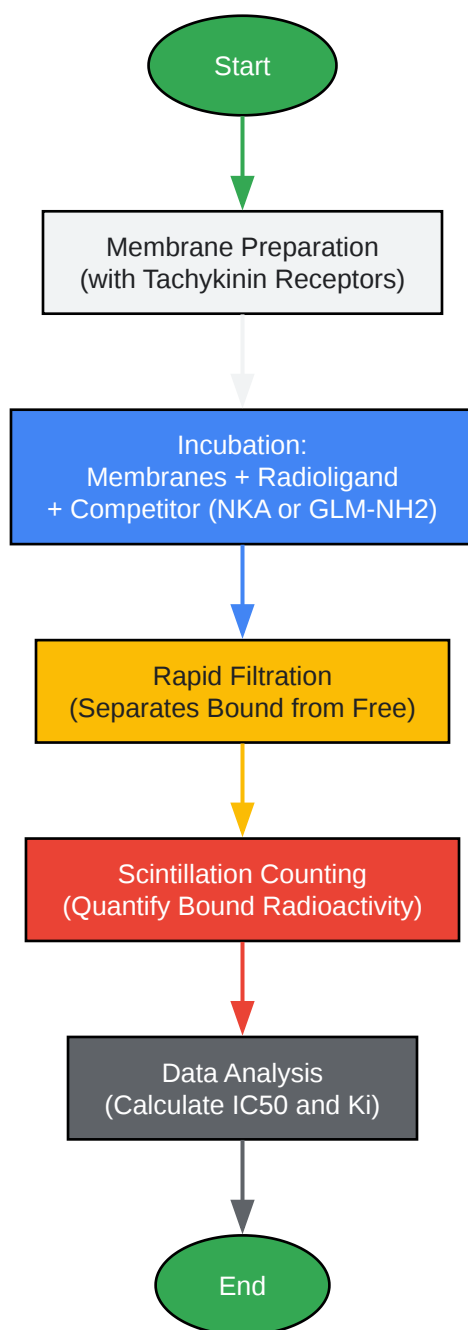 Start
Membrane Preparation
(with Tachykinin Receptors)
Incubation:
Membranes + Radioligand
+ Competitor (NKA or GLM-NH2)
Rapid Filtration
(Separates Bound from Free)
Scintillation Counting
(Quantify Bound Radioactivity)
Data Analysis
(Calculate IC50 and Ki)
End